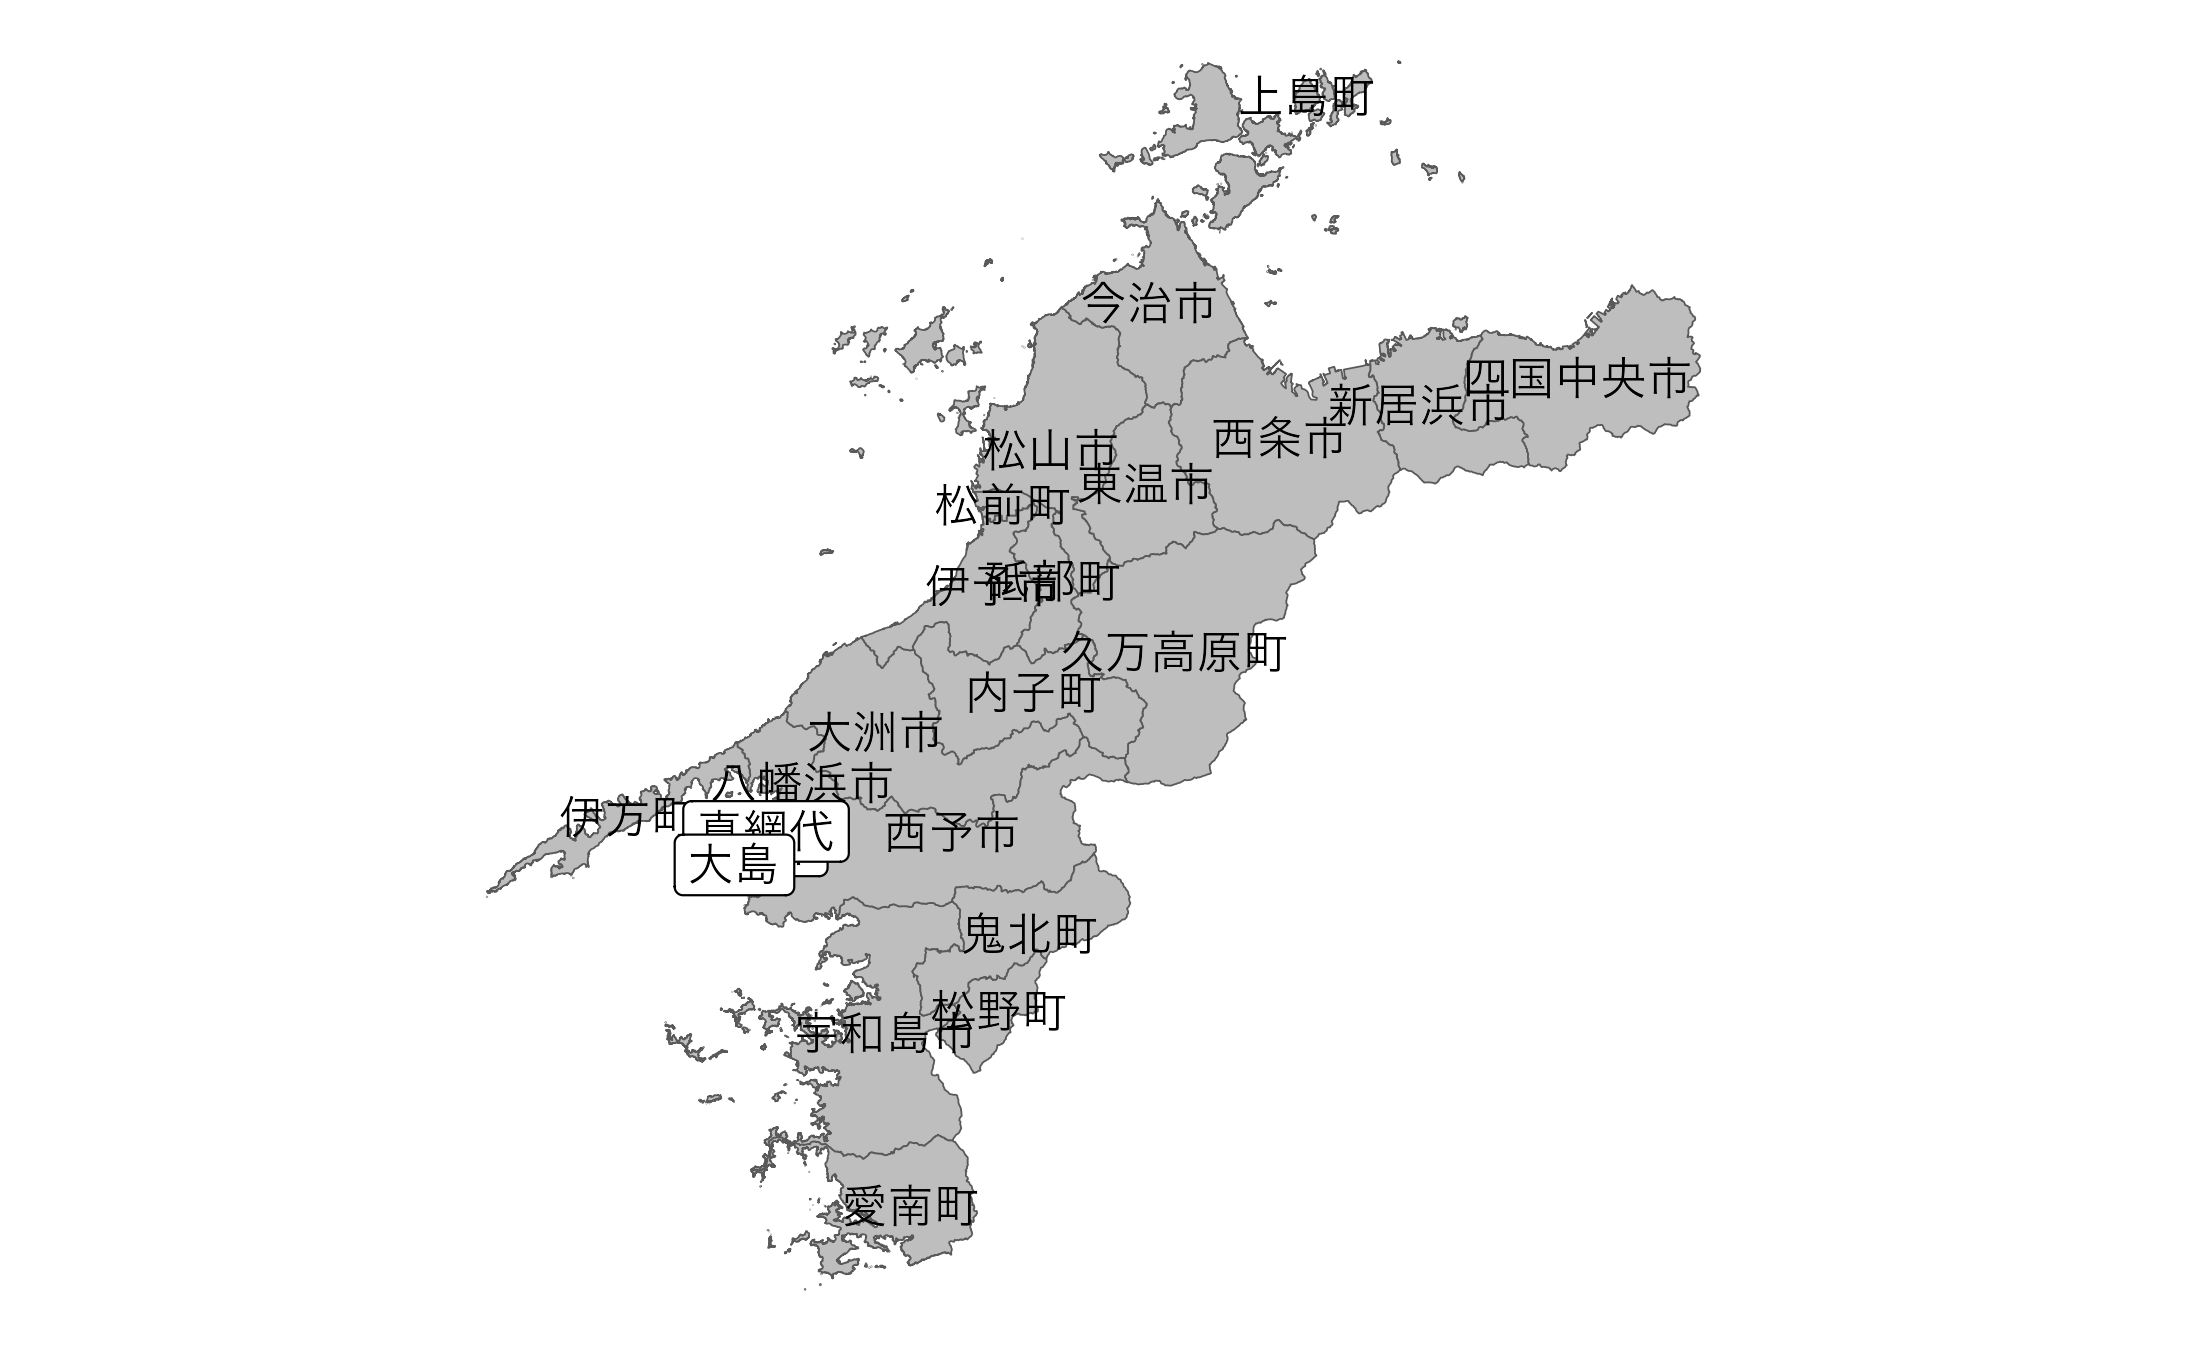 上島町
今治市
四国中央市
新居浜市
西条市
松山市
東温市
松前町
伊予市
砥部町
久万高原町
内子町
大洲市
八幡浜市
伊方町
真網代
西予市
大島
鬼北町
松野町
宇和島市
愛南町